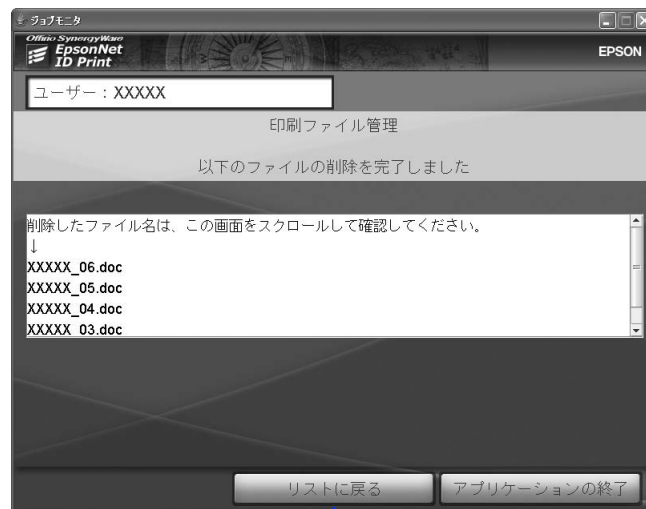 ジョブモニタ
Offirio SynergyWare
EpsonNet
ID Print
EPSON
ユーザー：XXXXX
印刷ファイル管理
以下のファイルの削除を完了しました
削除したファイル名は、この画面をスクロールして確認してください。
↓
XXXXX_06.doc
XXXXX_05.doc
XXXXX_04.doc
XXXXX_03.doc
リストに戻る
アプリケーションの終了